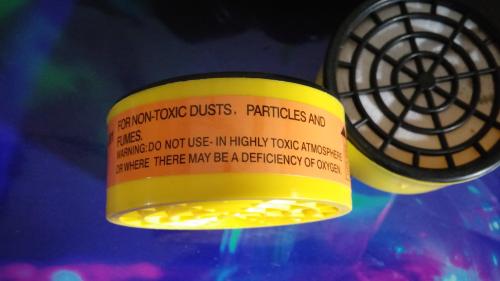 FOR NON-TOXIC DUSTS, PARTICLES AND
FUMES.
WARNING: DO NOT USE- IN HIGHLY TOXIC ATMOSPHERE
OR WHERE THERE MAY BE A DEFICIENCY OF OXYGEN.